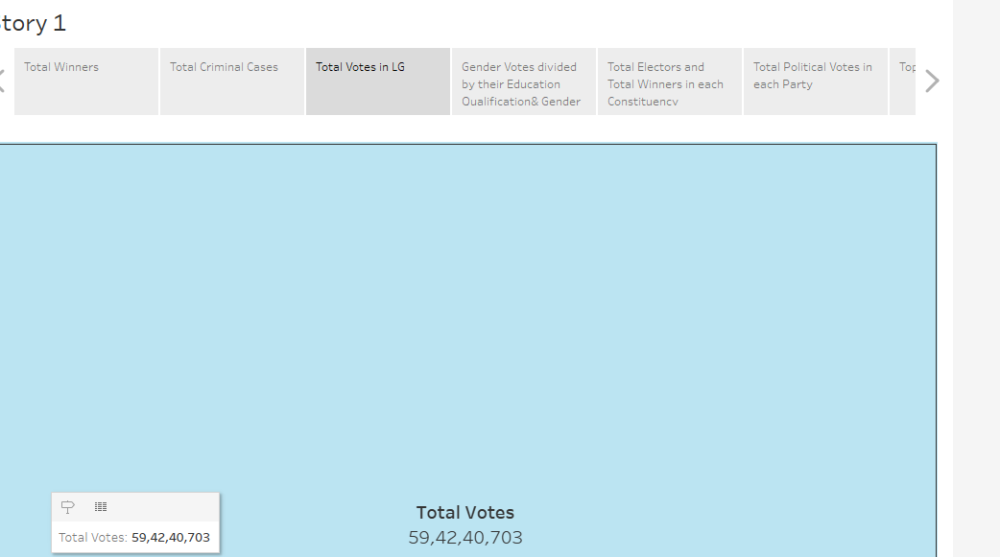 Story 1
Total Winners
Total Criminal Cases
Total Votes in LG
Gender Votes divided
by their Education
Qualification& Gender
Total Electors and
Total Winners in each
Constituency
Total Political Votes in
each Party
Top
Total Votes
59,42,40,703
Total Votes: 59,42,40,703